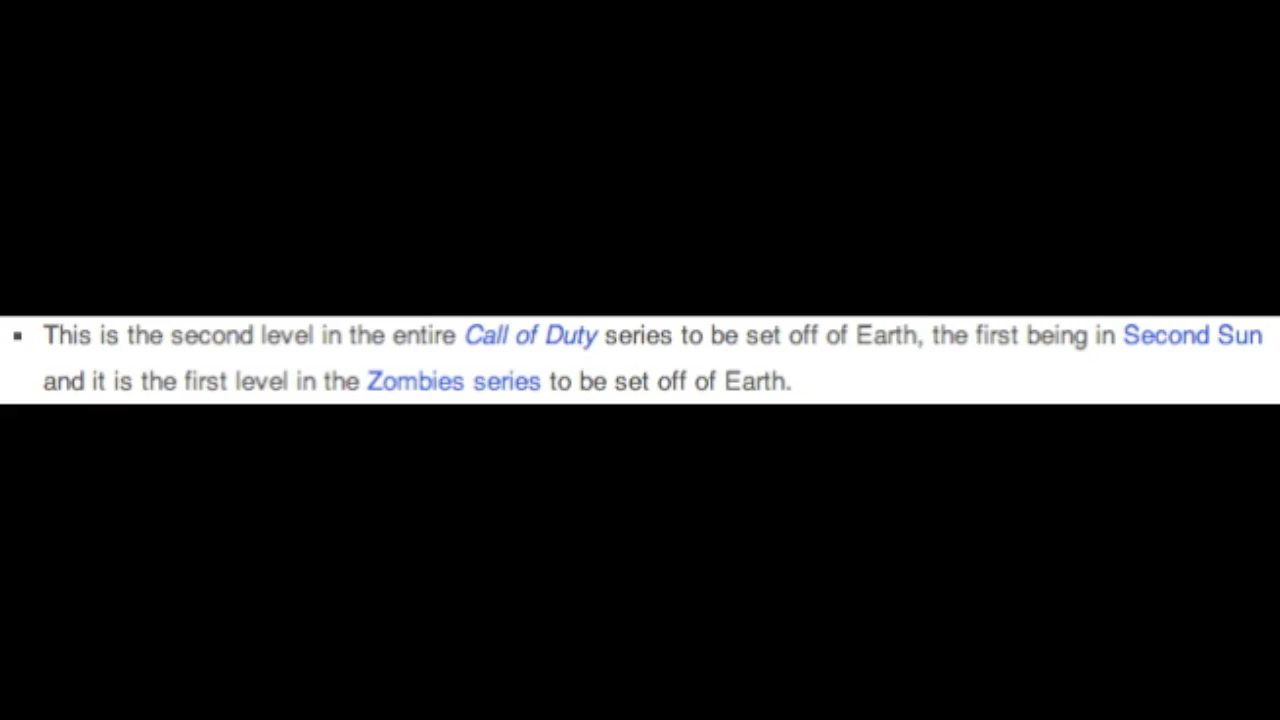 ▪ This is the second level in the entire Call of Duty series to be set off of Earth, the first being in Second Sun
and it is the first level in the Zombies series to be set off of Earth.